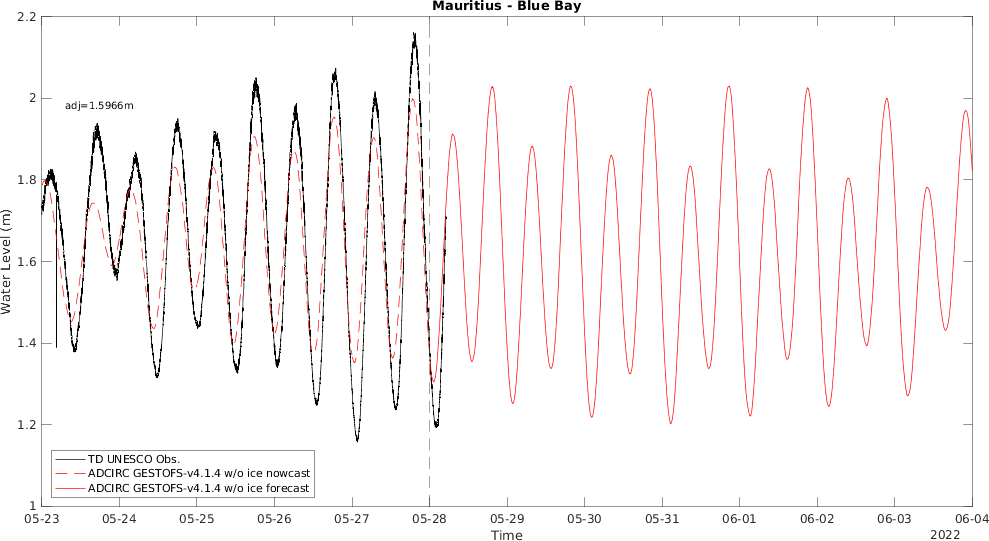 Mauritius - Blue Bay
2.2
2
1.8
1.6
1.4
1.2
1
Water Level (m)
adj=1.5966m
TD UNESCO Obs.
ADCIRC GESTOFS-v4.1.4 w/o ice nowcast
ADCIRC GESTOFS-v4.1.4 w/o ice forecast
05-23 05-24 05-25 05-26 05-27 05-28 05-29 05-30 05-31 06-01 06-02 06-03 06-04
Time
2022